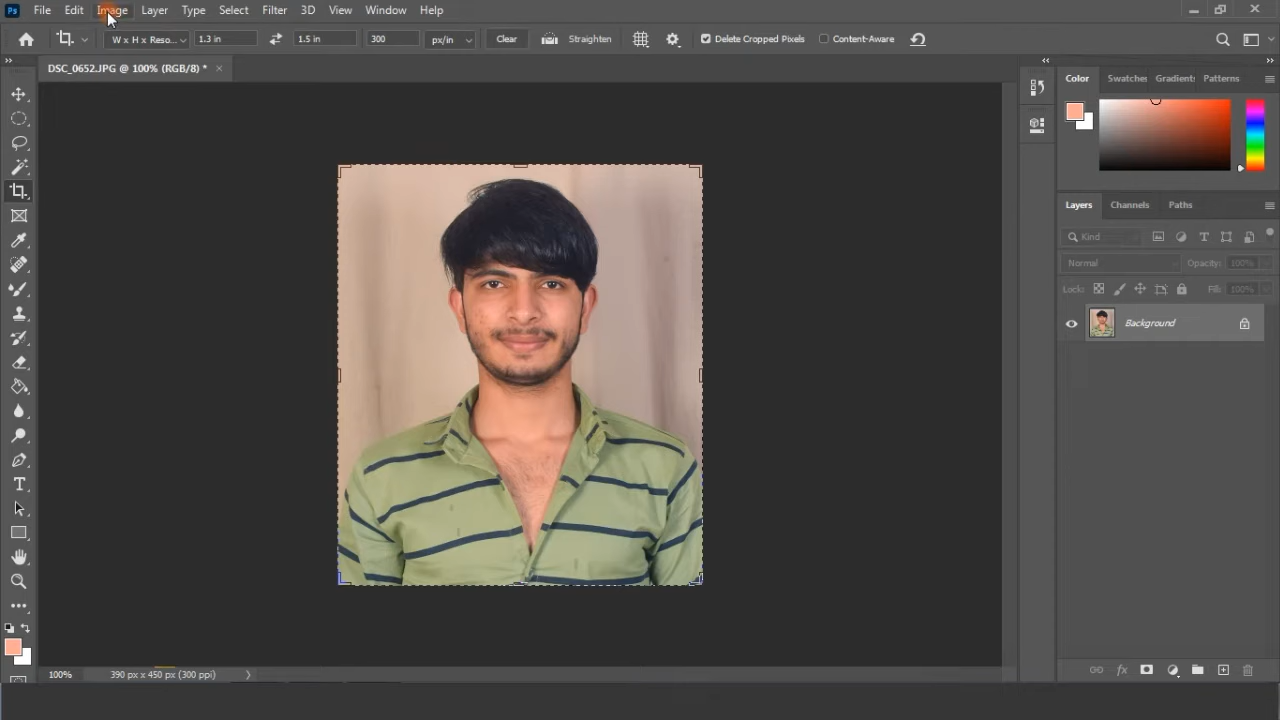 Ps File Edit Image Layer Type Select Filter 3D View Window Help
W x H x Reso... 1.3 in 1.5 in 300 px/in Clear Straighten Delete Cropped Pixels Content-Aware
DSC_0652.JPG @ 100% (RGB/8) * ×
Color Swatches Gradients Patterns
Layers Channels Paths
Kind
Normal Opacity: 100%
Lock: Fill: 100%
Background
100% 390 px x 450 px (300 ppi)